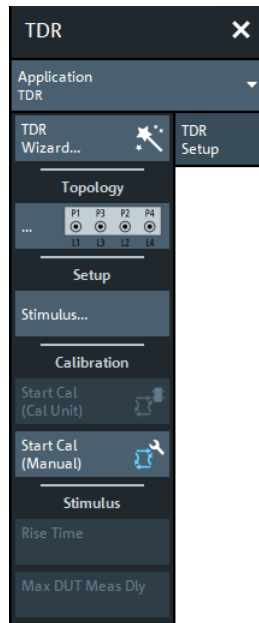 TDR
Application
TDR
TDR
Wizard...
TDR
Setup
Topology
...
P1 P3 P2 P4
L1 L3 L2 L4
Setup
Stimulus...
Calibration
Start Cal
(Cal Unit)
Start Cal
(Manual)
Stimulus
Rise Time
Max DUT Meas Dly